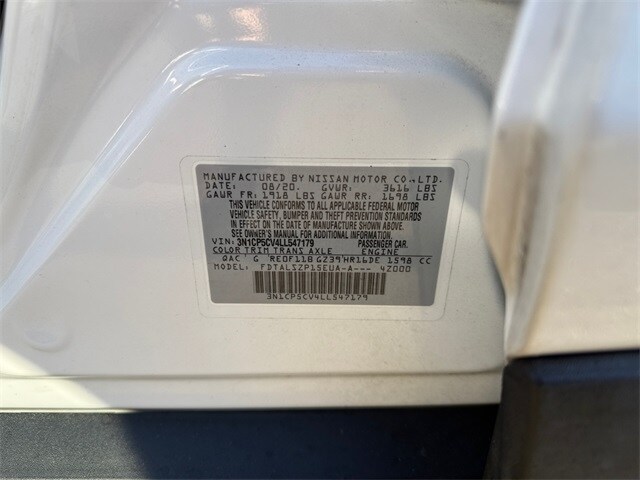 MANUFACTURED BY NISSAN MOTOR CO.,LTD.
DATE: 08/20. GVWR: 3616 LBS
GAWR FR: 1918 LBS GAWR RR: 1698 LBS
THIS VEHICLE CONFORMS TO ALL APPLICABLE FEDERAL MOTOR
VEHICLE SAFETY, BUMPER AND THEFT PREVENTION STANDARDS
IN EFFECT ON THE DATE OF MANUFACTURE SHOWN ABOVE.
SEE OWNER'S MANUAL FOR ADDITIONAL INFORMATION
VIN: 3N1CP5CV4LL547179 PASSENGER CAR.
COLOR TRIM TRANS AXLE ENGINE
QAC G RE0F11B GZ39 HR16DE 1598 CC
MODEL: FDTALSZP15EUA-A--- 4Z000
3N1CP5CV4LL547179